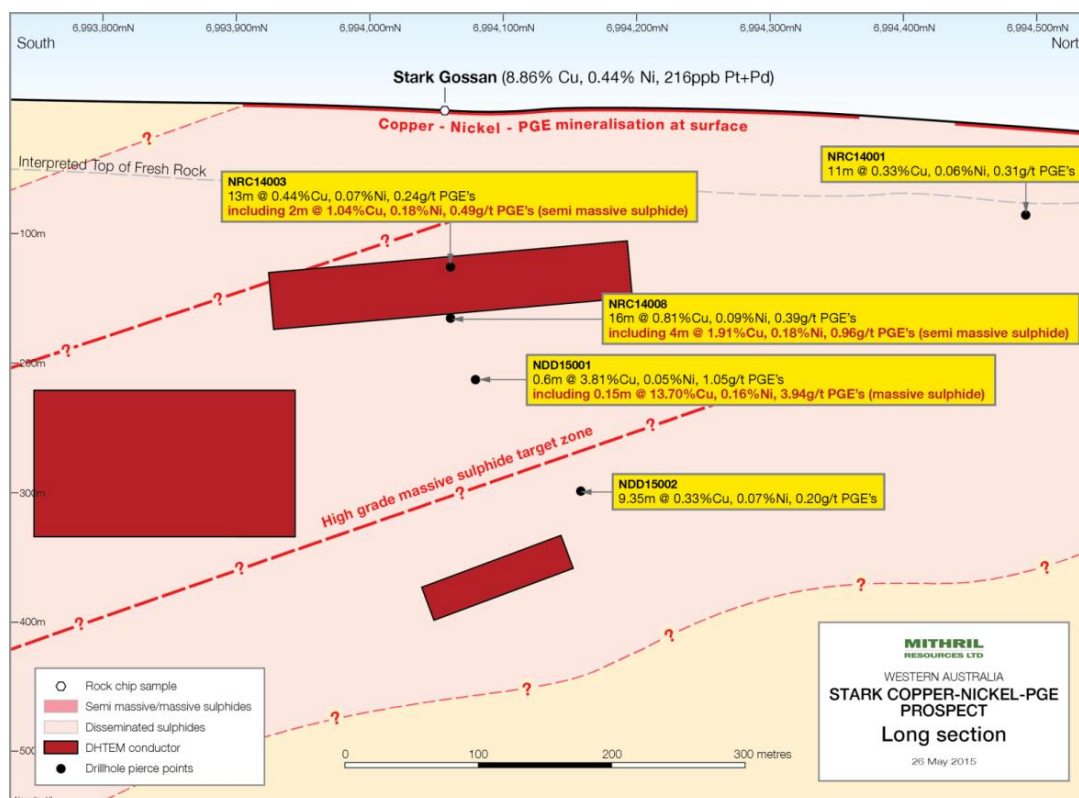 6,993,800mN 6,993,900mN 6,994,000mN 6,994,100mN 6,994,200mN 6,994,300mN 6,994,400mN 6,994,500mN
South
Nort
Stark Gossan (8.86% Cu, 0.44% Ni, 216ppb Pt+Pd)
Copper - Nickel - PGE mineralisation at surface
?
Interpreted Top of Fresh Rock
NRC14001
11m @ 0.33%Cu, 0.06%Ni, 0.31g/t PGE's
NRC14003
13m @ 0.44%Cu, 0.07%Ni, 0.24g/t PGE's
including 2m @ 1.04%Cu, 0.18%Ni, 0.49g/t PGE's (semi massive sulphide)
100m
?
?
?
NRC14008
16m @ 0.81%Cu, 0.09%Ni, 0.39g/t PGE's
including 4m @ 1.91%Cu, 0.18%Ni, 0.96g/t PGE's (semi massive sulphide)
200m
NDD15001
0.6m @ 3.81%Cu, 0.05%Ni, 1.05g/t PGE's
including 0.15m @ 13.70%Cu, 0.16%Ni, 3.94g/t PGE's (massive sulphide)
?
High grade massive sulphide target zone
?
300m
NDD15002
9.35m @ 0.33%Cu, 0.07%Ni, 0.20g/t PGE's
?
?
?
400m
?
?
?
?
MITHRIL
RESOURCES LTD
WESTERN AUSTRALIA
STARK COPPER-NICKEL-PGE
PROSPECT
Long section
26 May 2015
Rock chip sample
Semi massive/massive sulphides
Disseminated sulphides
DHTEM conductor
Drillhole pierce points
500
0 100 200 300 metres